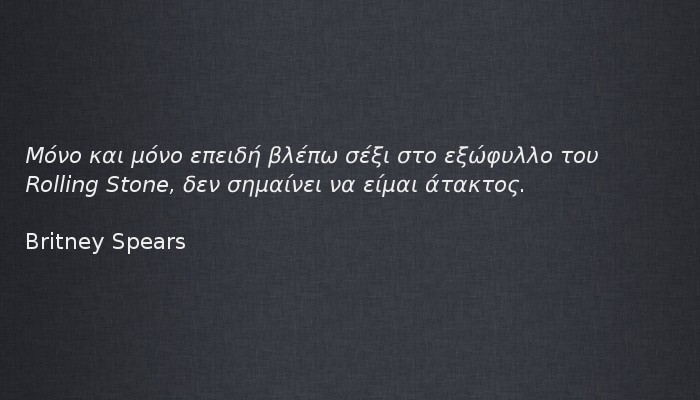 Μόνο και μόνο επειδή βλέπω σέξι στο εξώφυλλο του
Rolling Stone, δεν σημαίνει να είμαι άτακτος.
Britney Spears